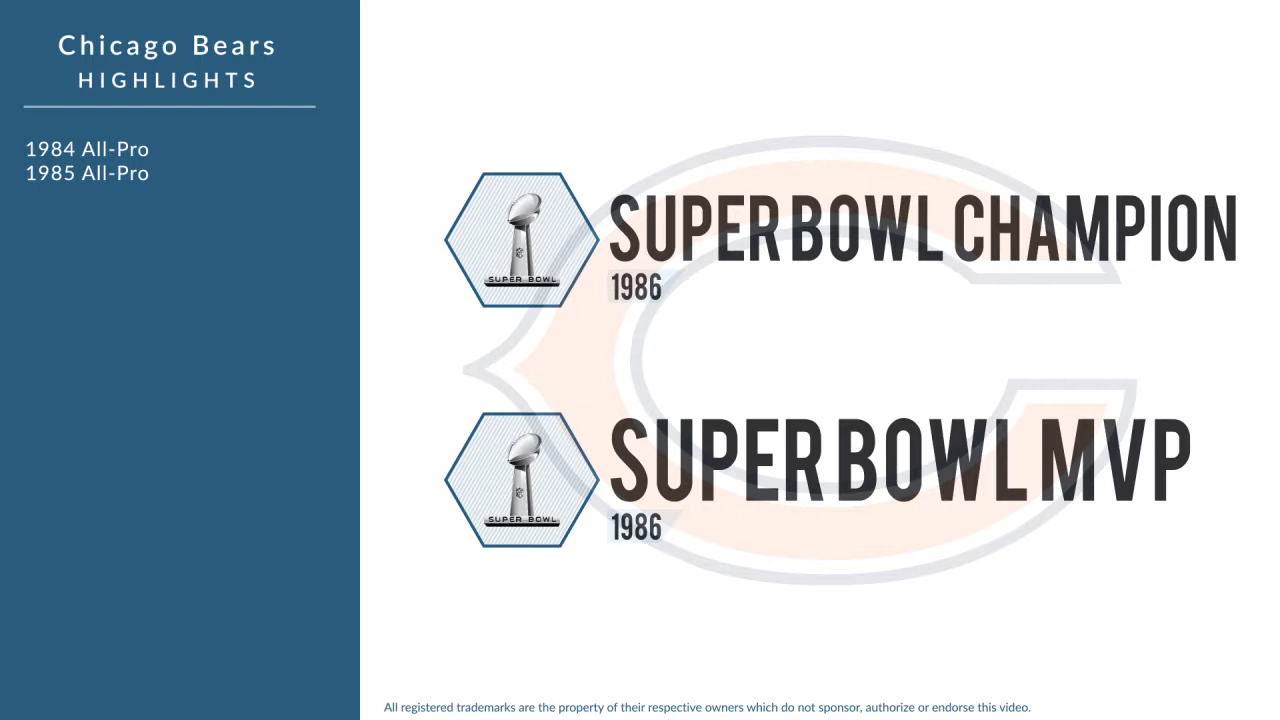 Chicago Bears
HIGHLIGHTS
1984 All-Pro
1985 All-Pro
SUPER BOWL
SUPER BOWL CHAMPION
1986
SUPER BOWL
SUPER BOWL MVP
1986
All registered trademarks are the property of their respective owners which do not sponsor, authorize or endorse this video.